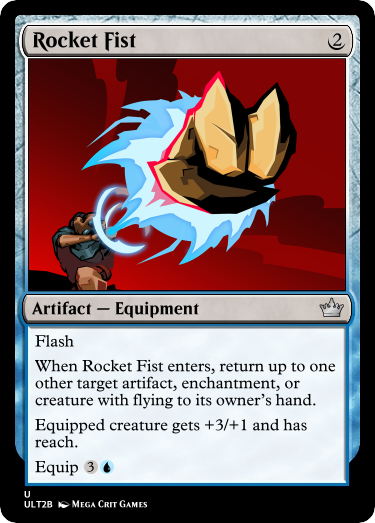 Rocket Fist 2
Artifact — Equipment
Flash
When Rocket Fist enters, return up to one
other target artifact, enchantment, or
creature with flying to its owner's hand.
Equipped creature gets +3/+1 and has
reach.
Equip 3
U
ULT2B Mega Crit Games